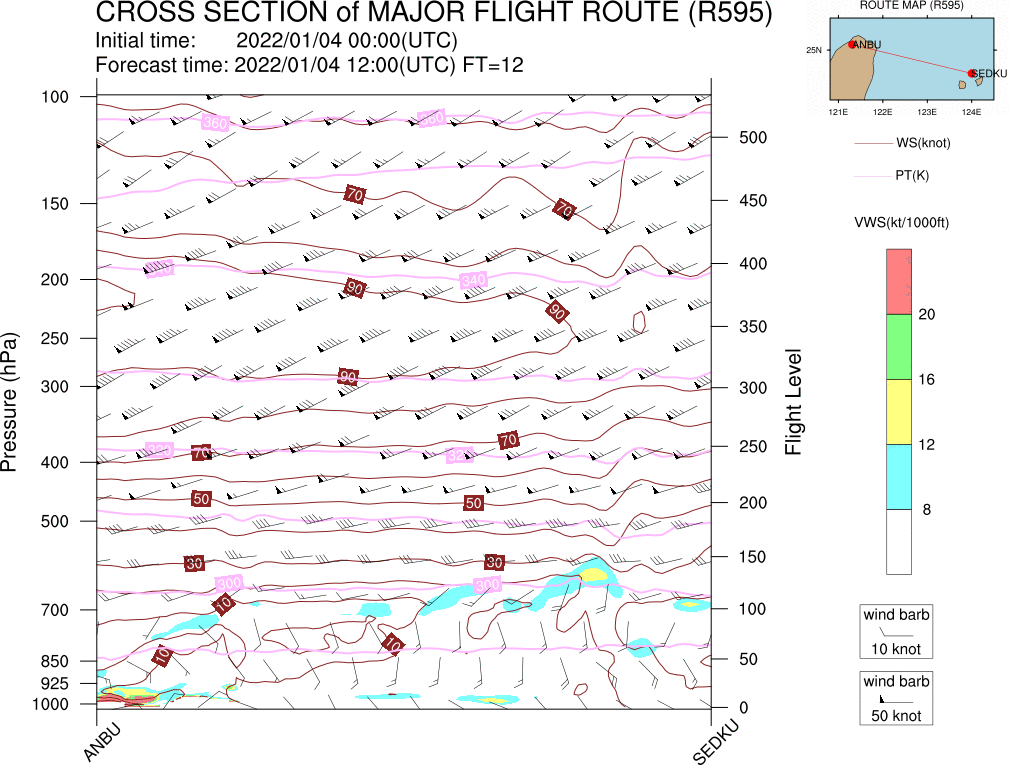 CROSS SECTION of MAJOR FLIGHT ROUTE (R595)
Initial time: 2022/01/04 00:00(UTC)
Forecast time: 2022/01/04 12:00(UTC) FT=12
ROUTE MAP (R595)
25N
ANBU
SEDKU
121E 122E 123E 124E
WS(knot)
PT(K)
VWS(kt/1000ft)
20
16
12
8
wind barb
10 knot
wind barb
50 knot
Pressure (hPa)
100
150
200
250
300
400
500
700
850
925
1000
Flight Level
500
450
400
350
300
250
200
150
100
50
0
360
360
70
70
340
90
90
90
70
70
320
50
50
30
30
300
300
10
10
10
ANBU
SEDKU